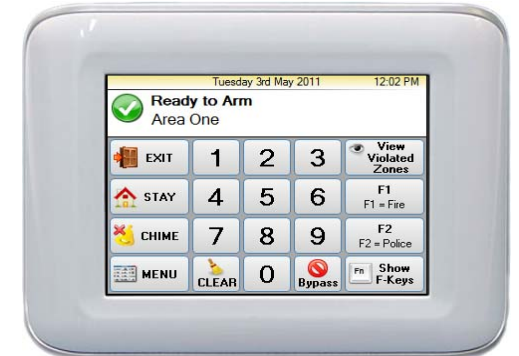 Tuesday 3rd May 2011 12:02 PM
Ready to Arm
Area One
EXIT 1 2 3 View Violated Zones
STAY 4 5 6 F1 F1 = Fire
CHIME 7 8 9 F2 F2 = Police
MENU CLEAR 0 Bypass Fn Show F-Keys